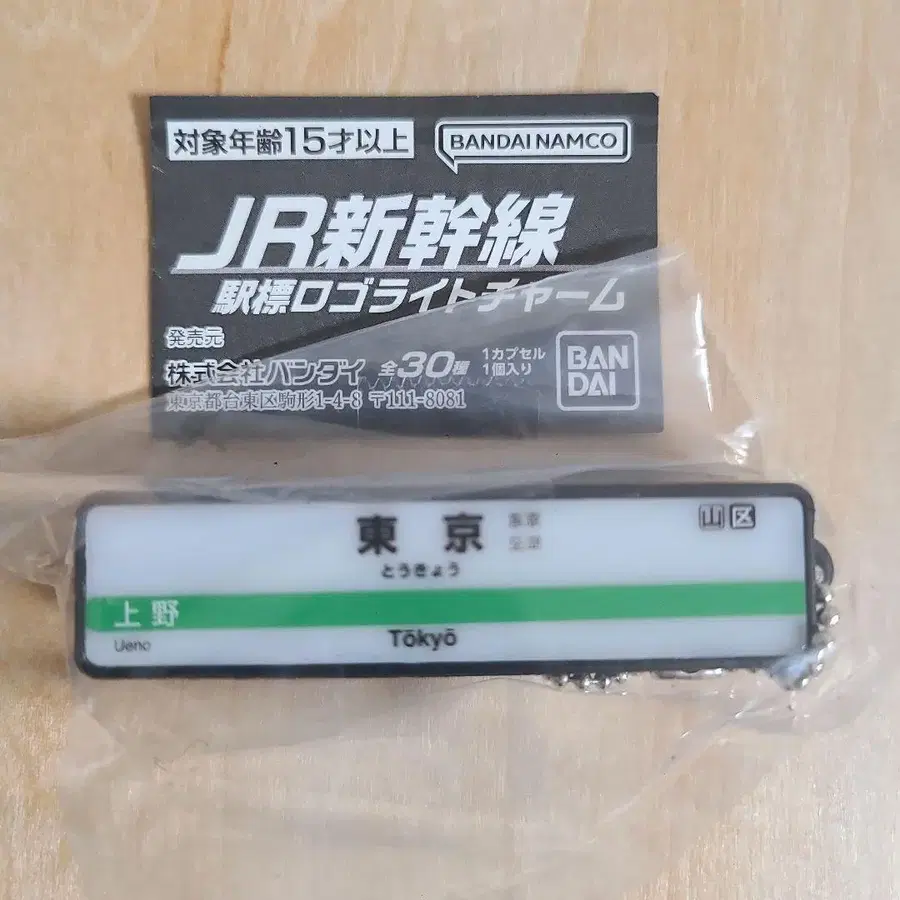 対象年齢15才以上
BANDAI NAMCO
JR新幹線
駅標ロゴライトチャーム
発売元
株式会社バンダイ
全30種
1カプセル
1個入り
BAN
DAI
東京都台東区駒形1-4-8 〒111-8081
東京
山 区
とうきょう
上野
Ueno
Tōkyō